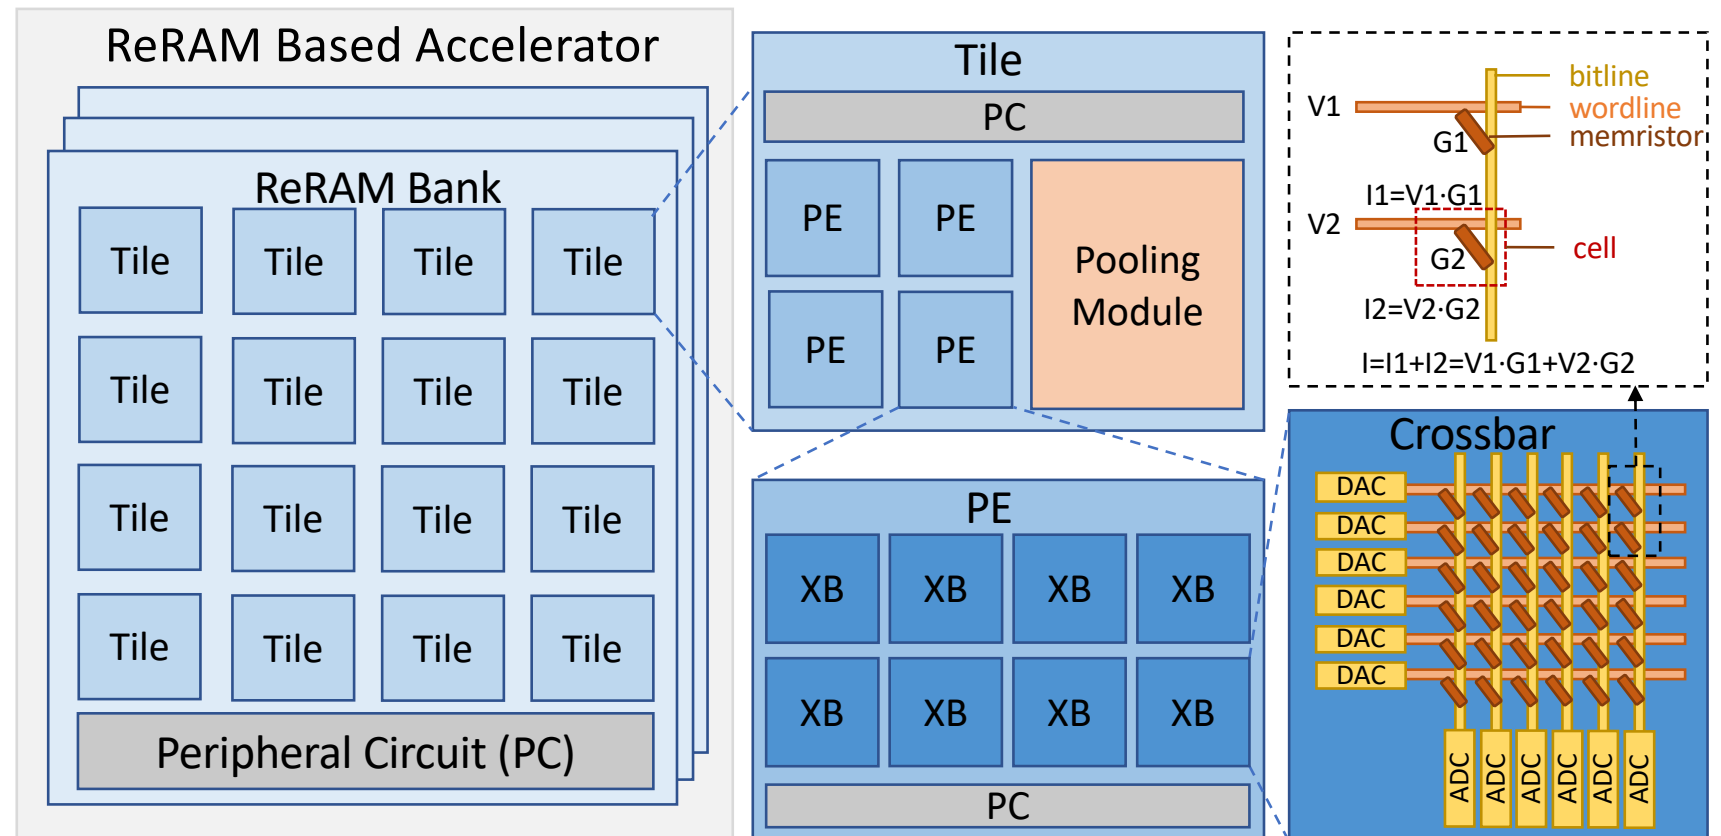 ReRAM Based Accelerator
ReRAM Bank
Tile Tile Tile Tile
Tile Tile Tile Tile
Tile Tile Tile Tile
Tile Tile Tile Tile
Peripheral Circuit (PC)
Tile
PC
PE PE
PE PE
Pooling
Module
PE
XB XB XB XB
XB XB XB XB
PC
bitline
V1
wordline
G1
memristor
I1=V1·G1
V2
G2
cell
I2=V2·G2
I=I1+I2=V1·G1+V2·G2
Crossbar
DAC
DAC
DAC
DAC
DAC
DAC
ADC ADC ADC ADC ADC ADC